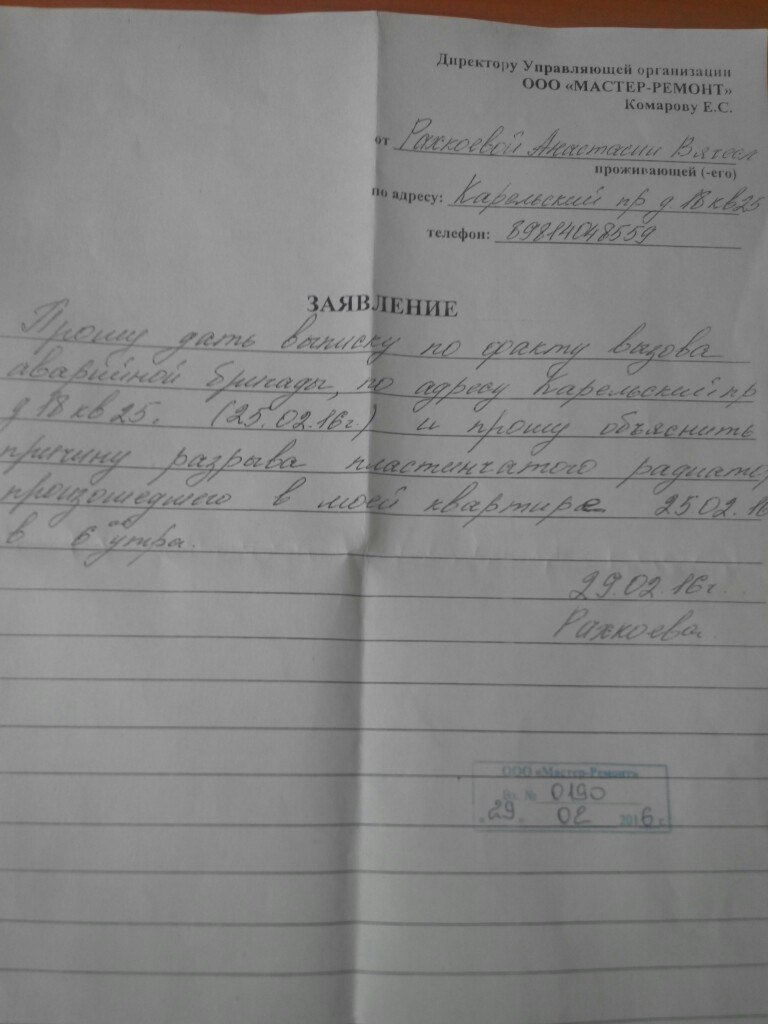 Директору Управляющей организации
ООО «МАСТЕР-РЕМОНТ»
Комарову Е.С.
от Рахкоевой Анастасии Вячесл
проживающей (-его)
по адресу: Карельский пр д 18 кв 25
телефон: 89814048559
ЗАЯВЛЕНИЕ
Прошу дать выписку по факту вызова
аварийной бригады, по адресу Карельский пр
д 18 кв 25. (25.02.16г.) и прошу объяснить
причину разрыва пластинчатого радиатор
произошедшего в моей квартире 25.02.16
в 6 утра.
29.02.16г.
Рахкоева
ООО «Мастер-Ремонт»
Вх. № 0190
29 02 2016 г.